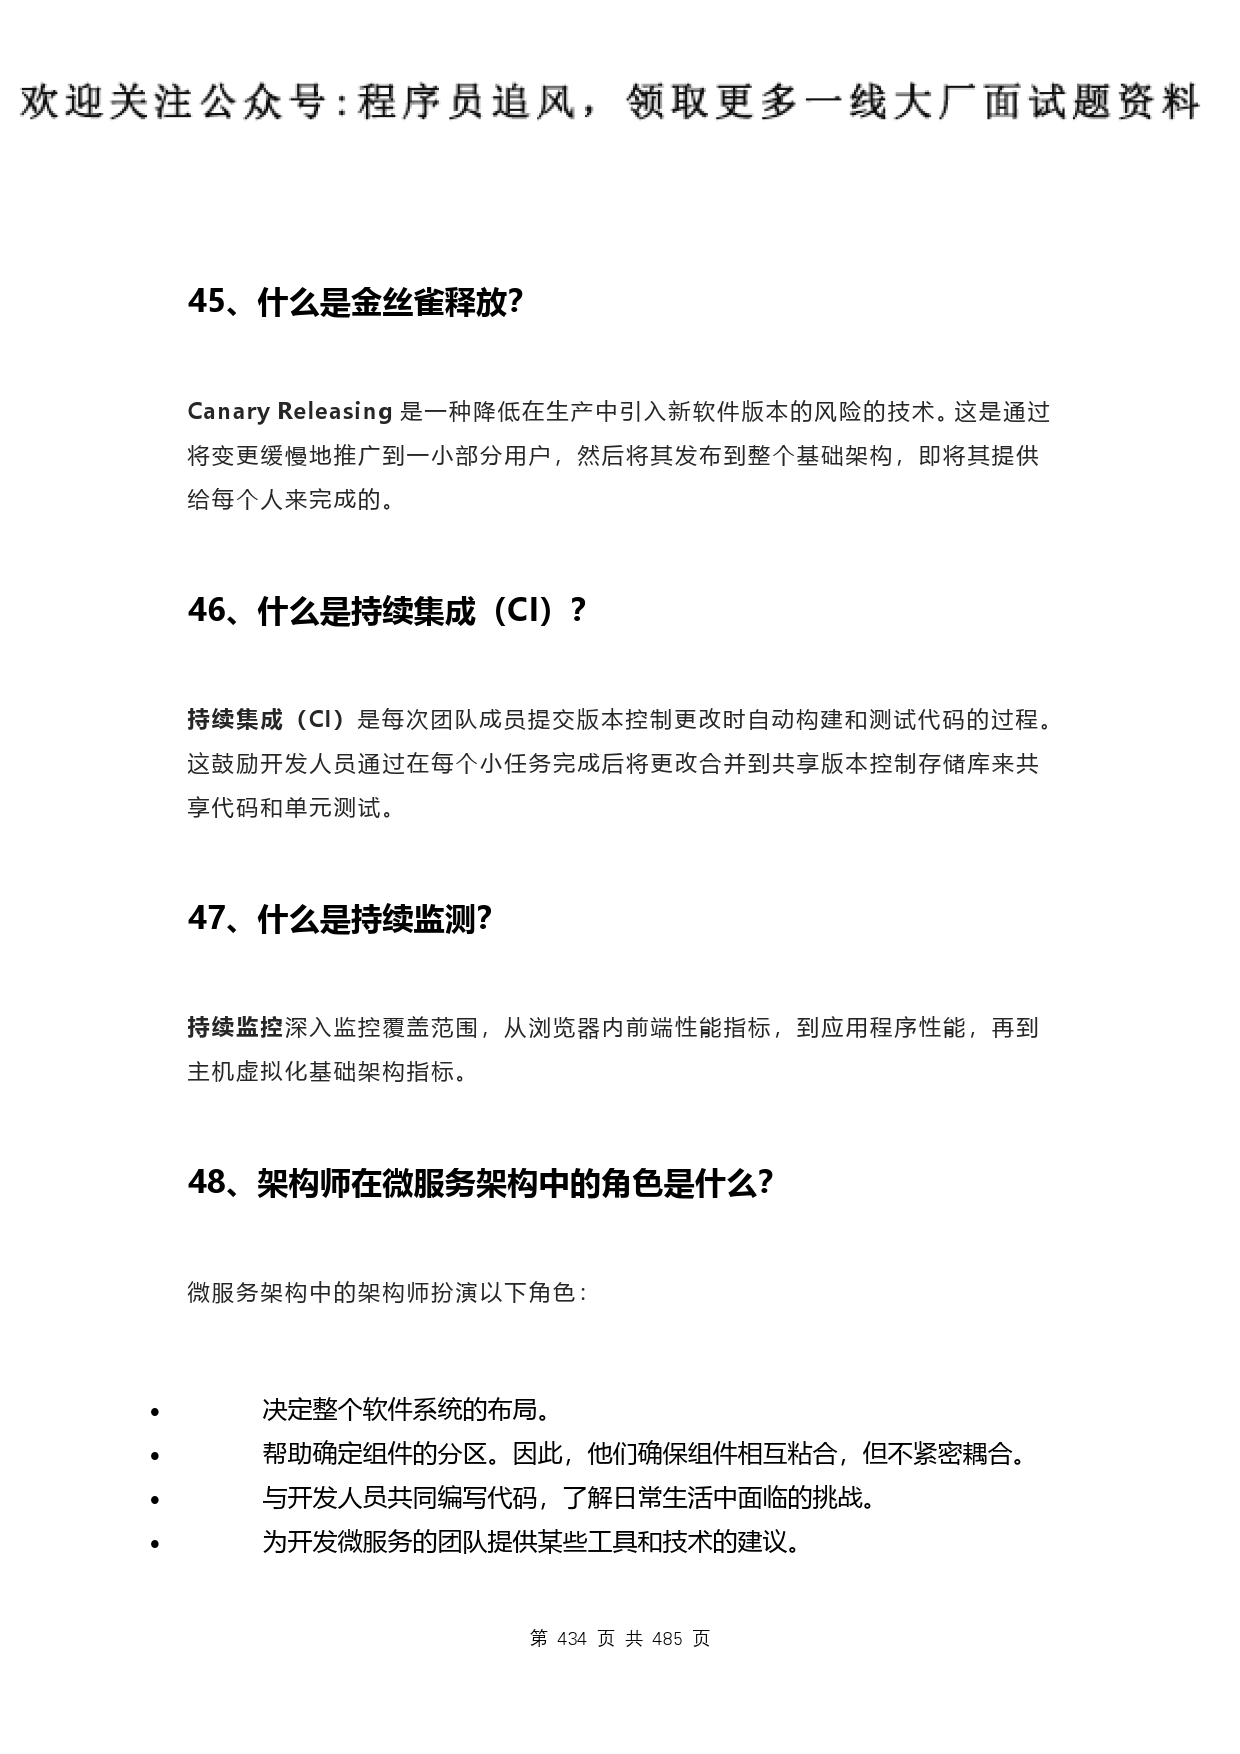 欢迎关注公众号:程序员追风，领取更多一线大厂面试题资料
45、什么是金丝雀释放?
Canary Releasing 是一种降低在生产中引入新软件版本的风险的技术。这是通过
将变更缓慢地推广到一小部分用户，然后将其发布到整个基础架构，即将其提供
给每个人来完成的。
46、什么是持续集成（CI）?
持续集成（CI）是每次团队成员提交版本控制更改时自动构建和测试代码的过程。
这鼓励开发人员通过在每个小任务完成后将更改合并到共享版本控制存储库来共
享代码和单元测试。
47、什么是持续监测?
持续监控深入监控覆盖范围，从浏览器内前端性能指标，到应用程序性能，再到
主机虚拟化基础架构指标。
48、架构师在微服务架构中的角色是什么?
微服务架构中的架构师扮演以下角色：
• 决定整个软件系统的布局。
• 帮助确定组件的分区。因此，他们确保组件相互粘合，但不紧密耦合。
• 与开发人员共同编写代码，了解日常生活中面临的挑战。
• 为开发微服务的团队提供某些工具和技术的建议。
第 434 页 共 485 页